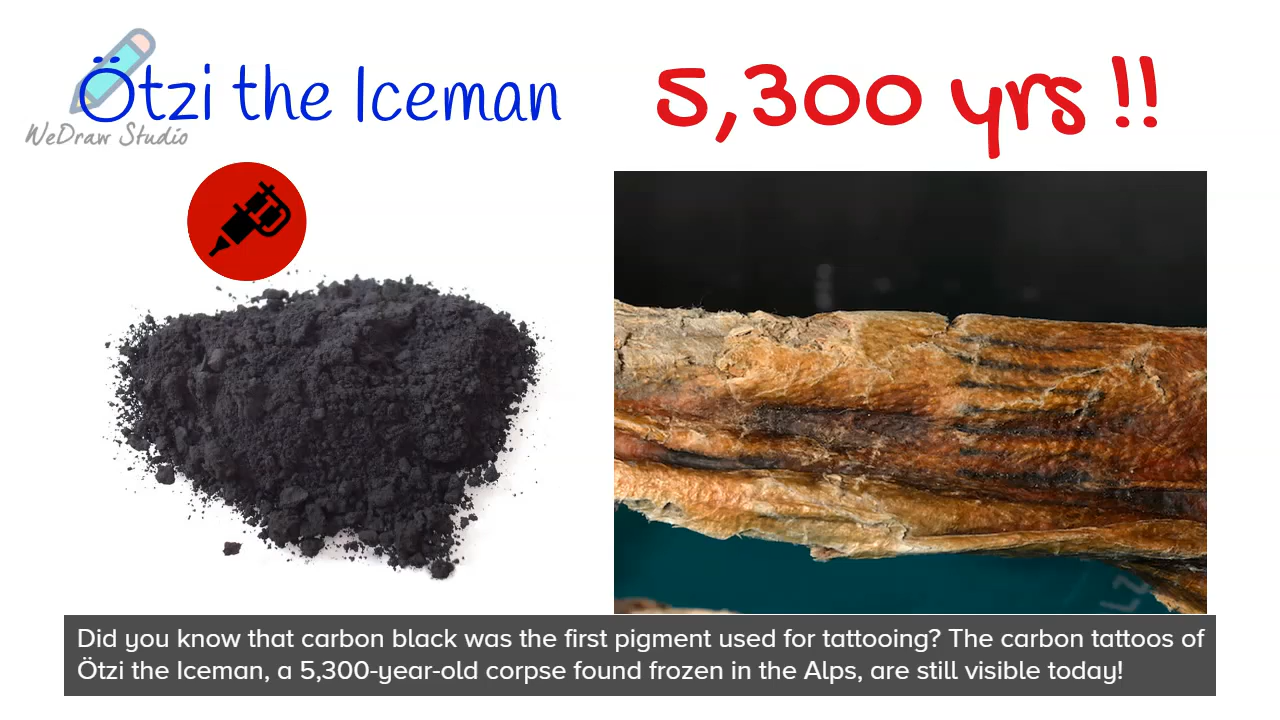 Ötzi the Iceman
5,300 yrs !!
WeDraw Studio
Did you know that carbon black was the first pigment used for tattooing? The carbon tattoos of
Ötzi the Iceman, a 5,300-year-old corpse found frozen in the Alps, are still visible today!